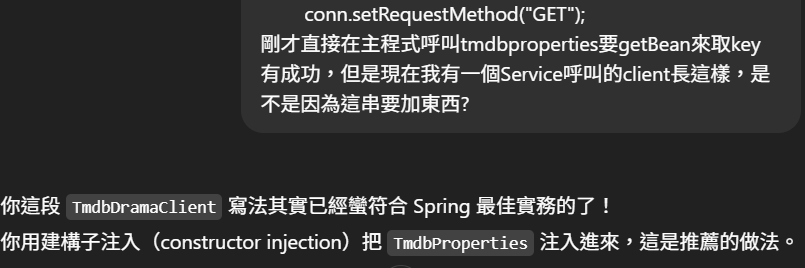 conn.setRequestMethod("GET");
剛才直接在主程式呼叫tmdbproperties要getBean來取key
有成功，但是現在我有一個Service呼叫的client長這樣，是
不是因為這串要加東西?
你這段 TmdbDramaClient 寫法其實已經蠻符合 Spring 最佳實務的了！
你用建構子注入（constructor injection）把 TmdbProperties 注入進來，這是推薦的做法。